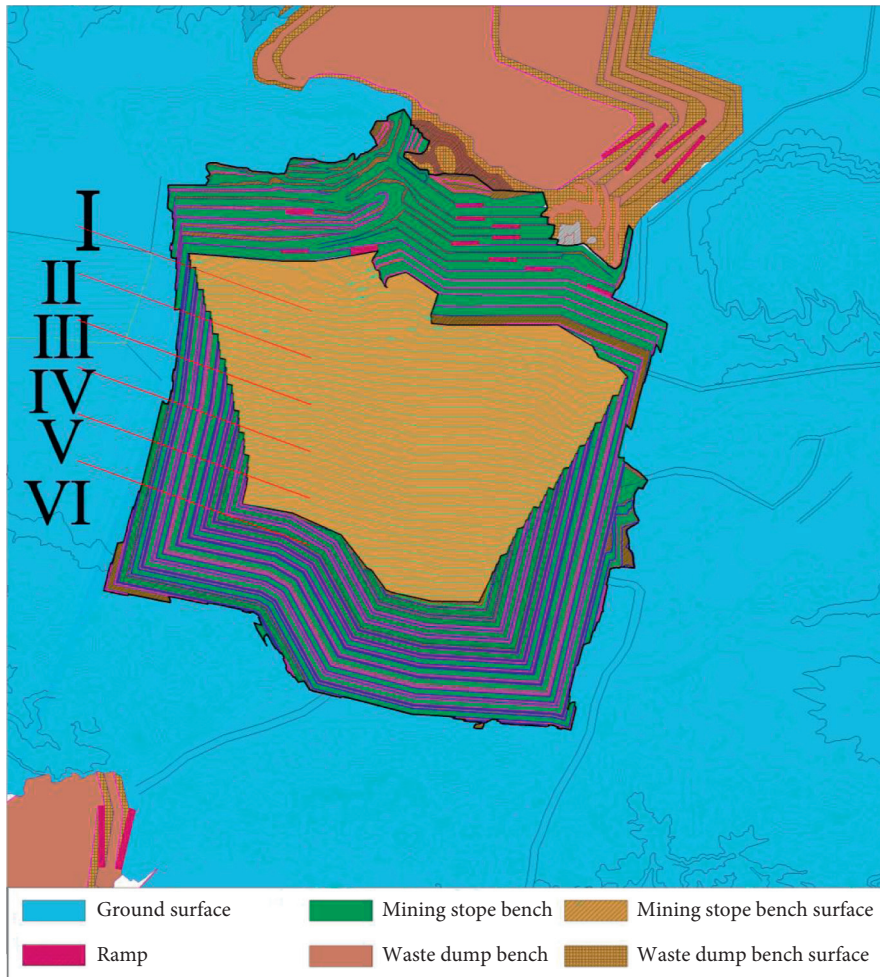 I
II
III
IV
V
VI
Ground surface
Mining stope bench
Mining stope bench surface
Ramp
Waste dump bench
Waste dump bench surface